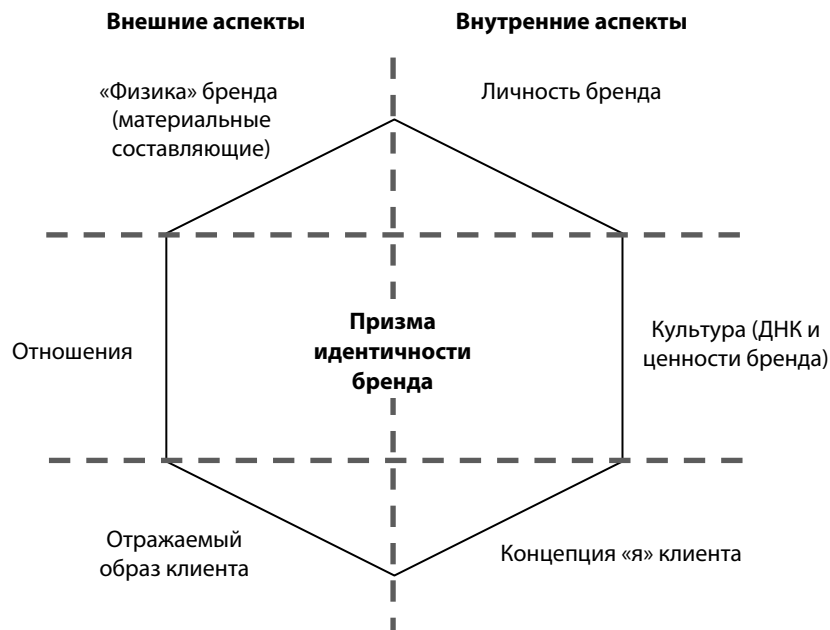 Внешние аспекты
Внутренние аспекты
«Физика» бренда
(материальные
составляющие)
Личность бренда
Отношения
Призма
идентичности
бренда
Культура (ДНК и
ценности бренда)
Отражаемый
образ клиента
Концепция «я» клиента